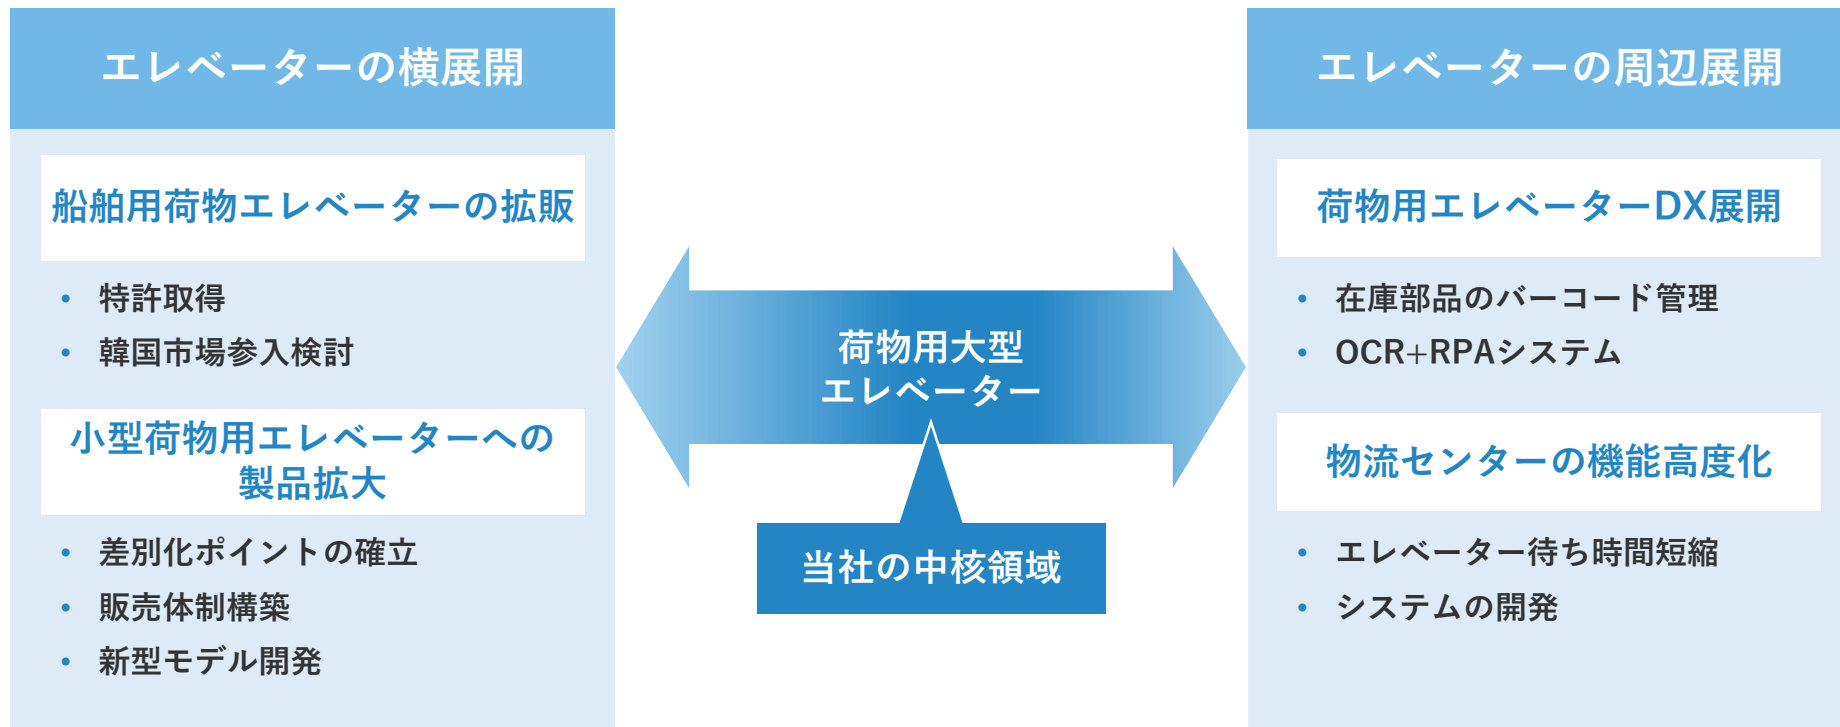 エレベーターの横展開
船舶用荷物エレベーターの拡販
• 特許取得
• 韓国市場参入検討
小型荷物用エレベーターへの
製品拡大
• 差別化ポイントの確立
• 販売体制構築
• 新型モデル開発
荷物用大型
エレベーター
当社の中核領域
エレベーターの周辺展開
荷物用エレベーターDX展開
• 在庫部品のバーコード管理
• OCR+RPAシステム
物流センターの機能高度化
• エレベーター待ち時間短縮
• システムの開発